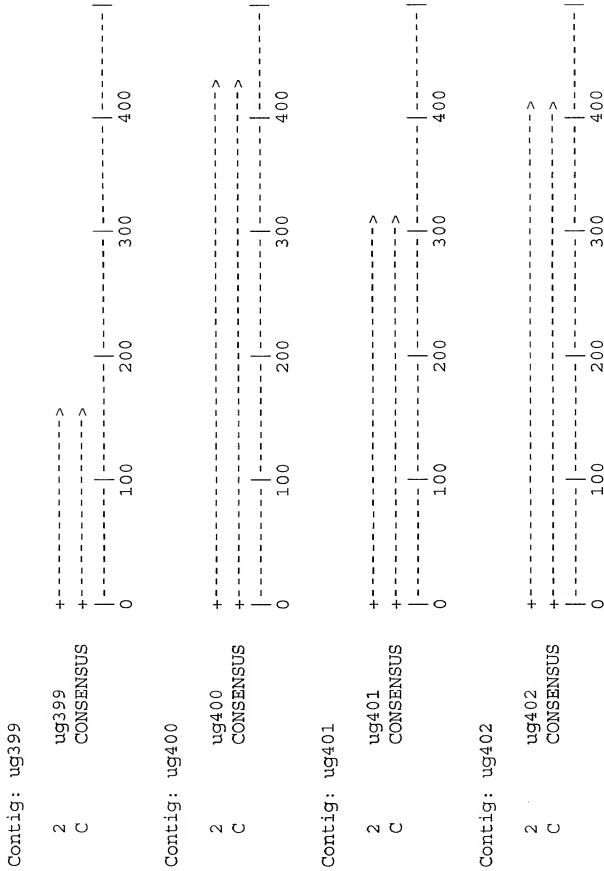 Contig: ug399
2 ug399 +------------>
C CONSENSUS +------------>
|---------|---------|---------|---------|---------|
0 100 200 300 400
Contig: ug400
2 ug400 +------------------------------------------>
C CONSENSUS +------------------------------------------>
|---------|---------|---------|---------|---------|
0 100 200 300 400
Contig: ug401
2 ug401 +------------------------------->
C CONSENSUS +------------------------------->
|---------|---------|---------|---------|---------|
0 100 200 300 400
Contig: ug402
2 ug402 +---------------------------------------->
C CONSENSUS +---------------------------------------->
|---------|---------|---------|---------|---------|
0 100 200 300 400